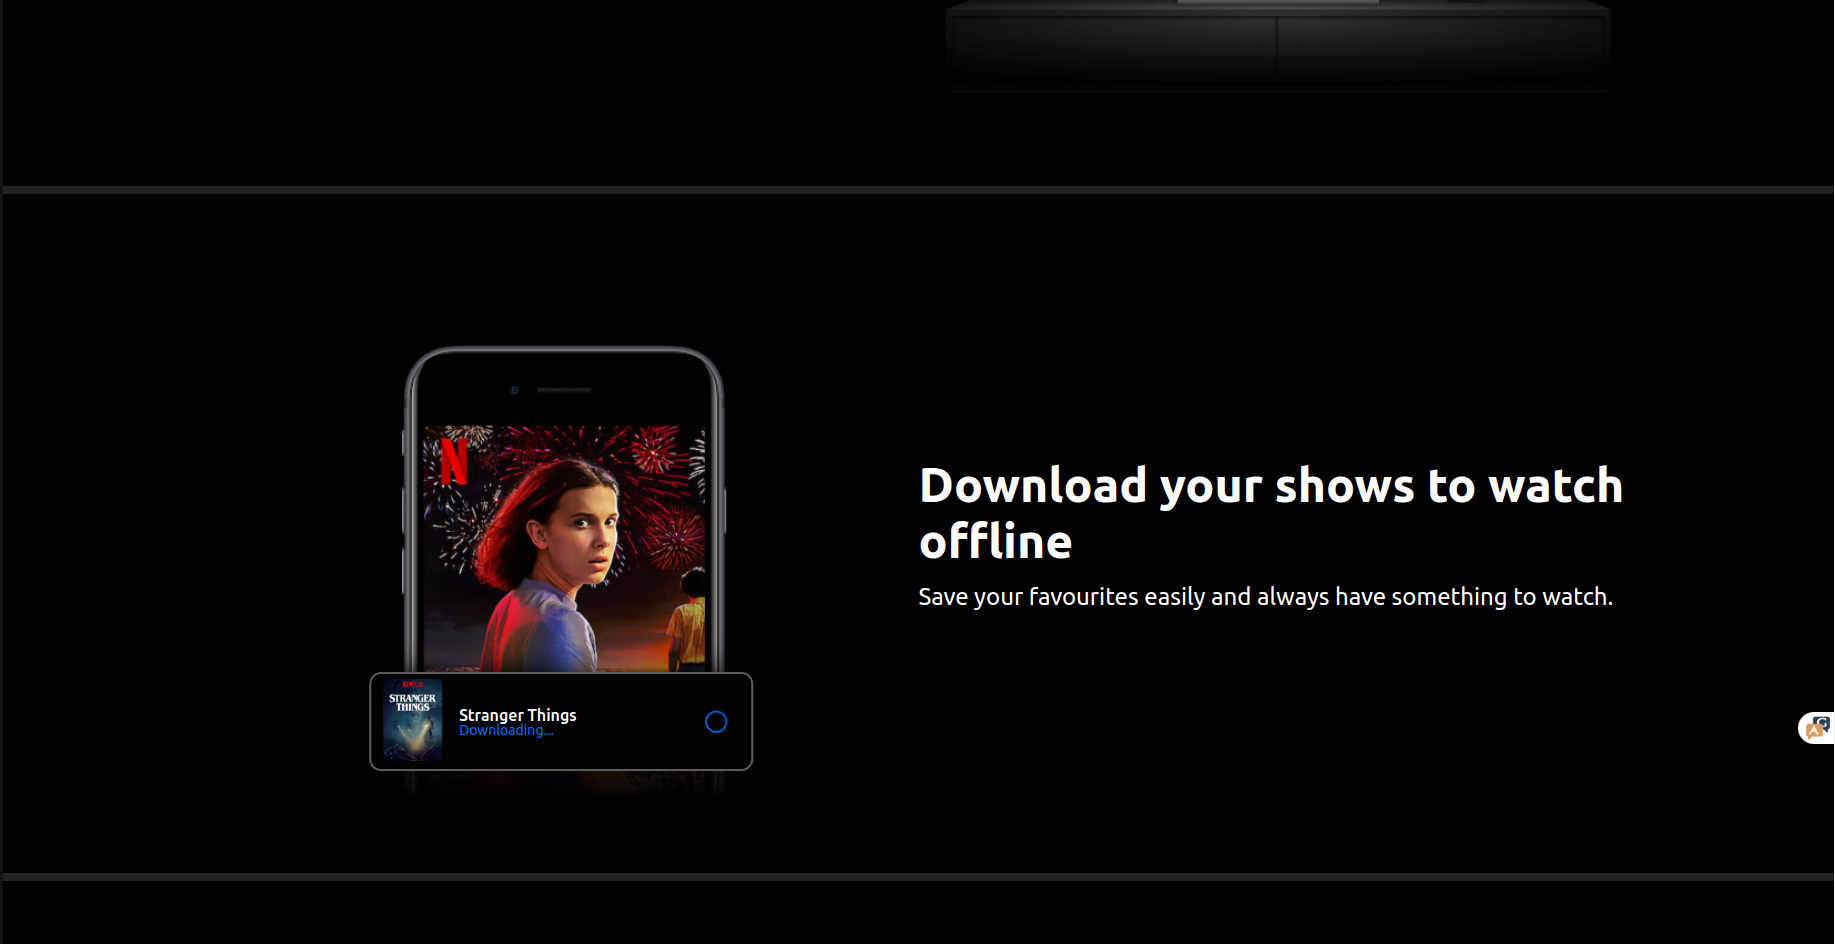 Download your shows to watch
offline
Save your favourites easily and always have something to watch.
N
NETFLIX
STRANGER
THINGS
Stranger Things
Downloading...